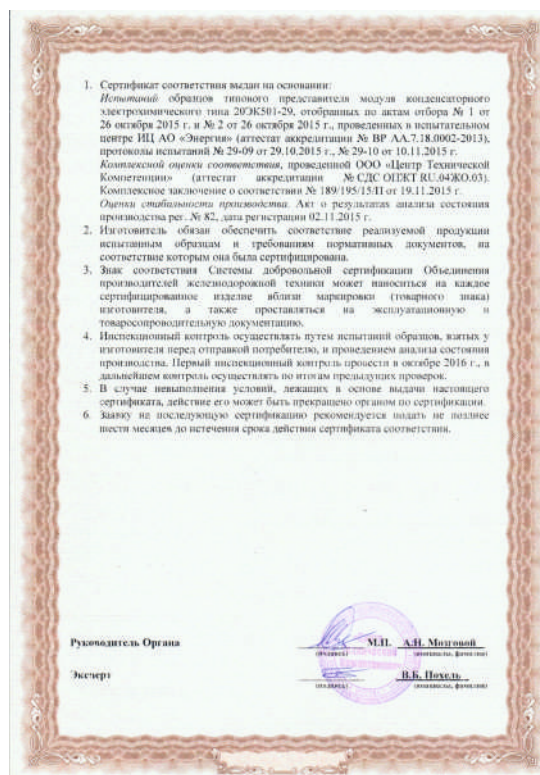 1. Сертификат соответствия выдан на основании:
Испытаний образцов типового представителя модуля конденсаторного
электрохимического типа 20ЭК501-29, отобранных по актам отбора № 1 от
26 октября 2015 г. и № 2 от 26 октября 2015 г., проведенных в испытательном
центре ИЦ АО «Энергия» (аттестат аккредитации № ВР АА.7.18.0002-2013),
протоколы испытаний № 29-09 от 29.10.2015 г., № 29-10 от 10.11.2015 г.
Комплексной оценки соответствия, проведенной ООО «Центр Технической
Компетенции» (аттестат аккредитации № СДС ОПЖТ RU.04ЖО.03).
Комплексное заключение о соответствии № 189/195/15/П от 19.11.2015 г.
Оценки стабильности производства. Акт о результатах анализа состояния
производства рег. № 82, дата регистрации 02.11.2015 г.
2. Изготовитель обязан обеспечить соответствие реализуемой продукции
испытанным образцам и требованиям нормативных документов, на
соответствие которым она была сертифицирована.
3. Знак соответствия Системы добровольной сертификации Объединения
производителей железнодорожной техники может наноситься на каждое
сертифицированное изделие вблизи маркировки (товарного знака)
изготовителя, а также проставляться на эксплуатационную и
товаросопроводительную документацию.
4. Инспекционный контроль осуществлять путем испытаний образцов, взятых у
изготовителя перед отправкой потребителю, и проведением анализа состояния
производства. Первый инспекционный контроль провести в октябре 2016 г., в
дальнейшем контроль осуществлять по итогам предыдущих проверок.
5. В случае невыполнения условий, лежащих в основе выдачи настоящего
сертификата, действие его может быть прекращено органом по сертификации.
6. Заявку на последующую сертификацию рекомендуется подать не позднее
шести месяцев до истечения срока действия сертификата соответствия.
Руководитель Органа М.П. А.Н. Мозговой
(подпись) (инициалы, фамилия)
Эксперт В.Б. Похель
(подпись) (инициалы, фамилия)